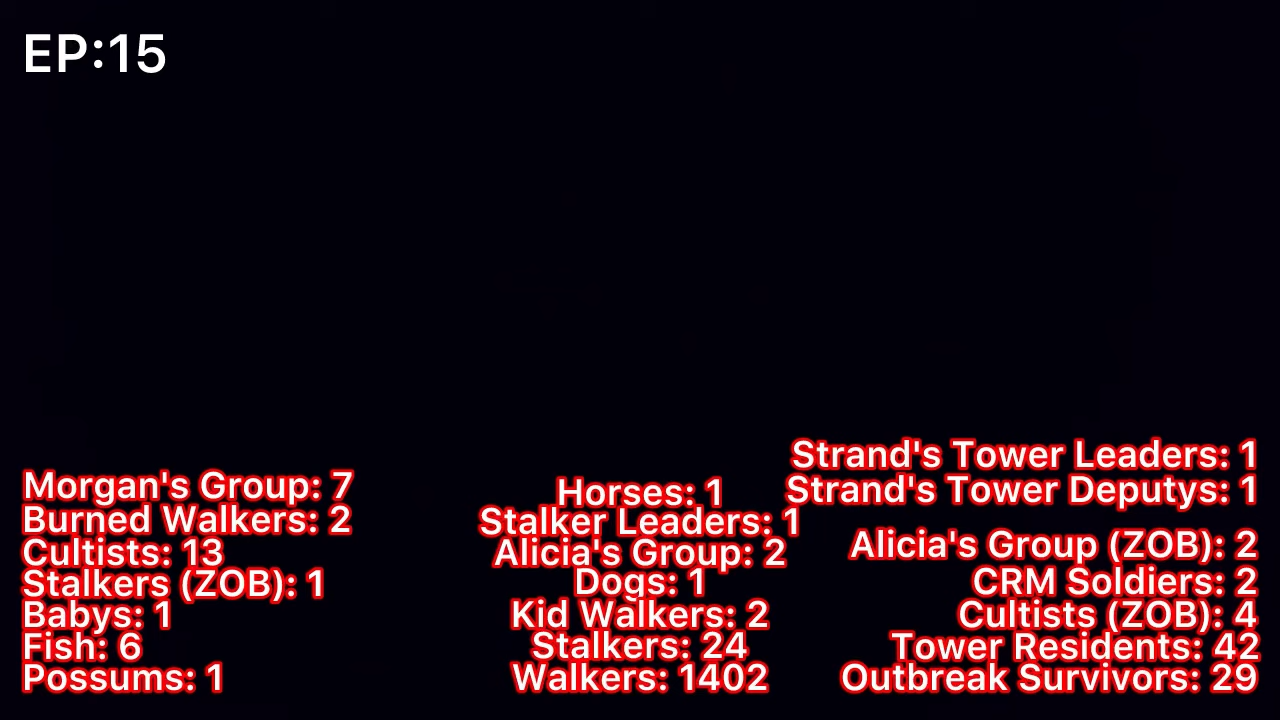 EP:15
Morgan's Group: 7
Burned Walkers: 2
Cultists: 13
Stalkers (ZOB): 1
Babys: 1
Fish: 6
Possums: 1
Horses: 1
Stalker Leaders: 1
Alicia's Group: 2
Dogs: 1
Kid Walkers: 2
Stalkers: 24
Walkers: 1402
Strand's Tower Leaders: 1
Strand's Tower Deputys: 1
Alicia's Group (ZOB): 2
CRM Soldiers: 2
Cultists (ZOB): 4
Tower Residents: 42
Outbreak Survivors: 29